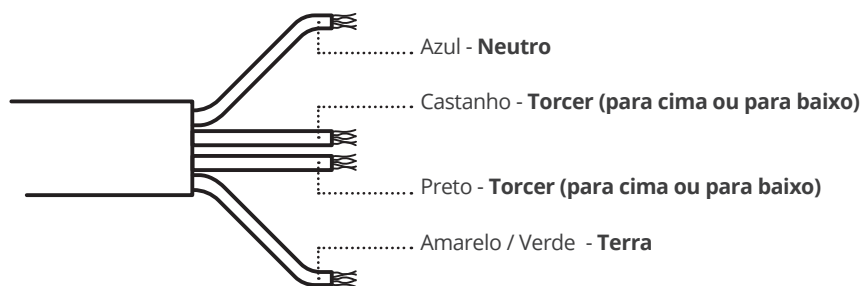 Azul - Neutro
Castanho - Torcer (para cima ou para baixo)
Preto - Torcer (para cima ou para baixo)
Amarelo / Verde - Terra